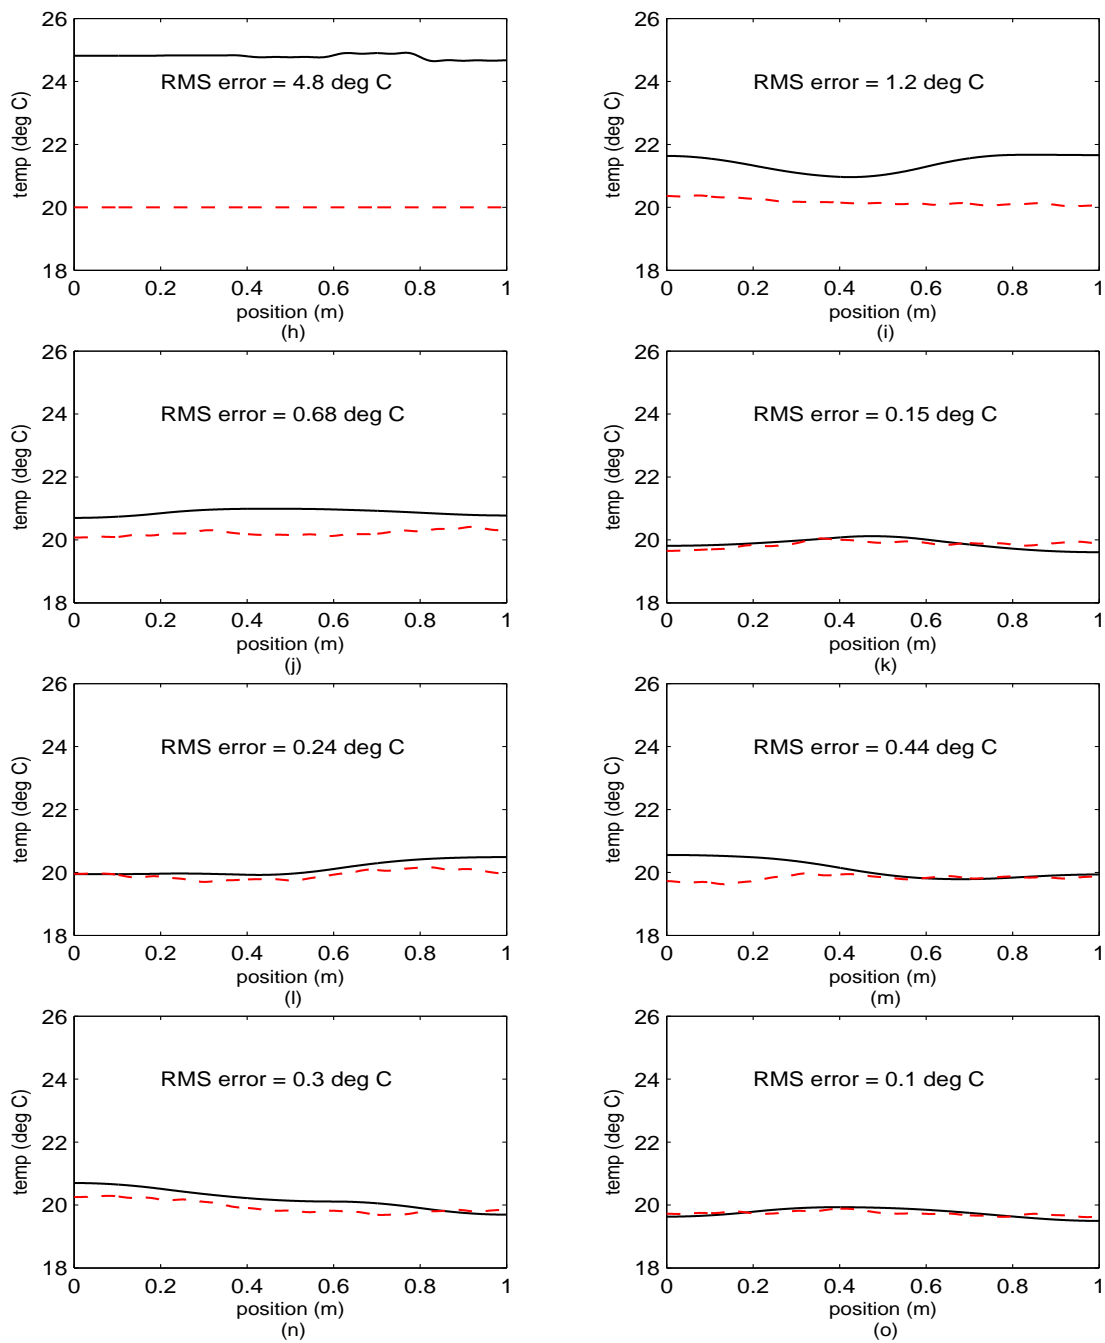 26
24
22
20
18
temp (deg C)
RMS error = 4.8 deg C
0 0.2 0.4 0.6 0.8 1
position (m)
(h)
26
24
22
20
18
temp (deg C)
RMS error = 1.2 deg C
0 0.2 0.4 0.6 0.8 1
position (m)
(i)
26
24
22
20
18
temp (deg C)
RMS error = 0.68 deg C
0 0.2 0.4 0.6 0.8 1
position (m)
(j)
26
24
22
20
18
temp (deg C)
RMS error = 0.15 deg C
0 0.2 0.4 0.6 0.8 1
position (m)
(k)
26
24
22
20
18
temp (deg C)
RMS error = 0.24 deg C
0 0.2 0.4 0.6 0.8 1
position (m)
(l)
26
24
22
20
18
temp (deg C)
RMS error = 0.44 deg C
0 0.2 0.4 0.6 0.8 1
position (m)
(m)
26
24
22
20
18
temp (deg C)
RMS error = 0.3 deg C
0 0.2 0.4 0.6 0.8 1
position (m)
(n)
26
24
22
20
18
temp (deg C)
RMS error = 0.1 deg C
0 0.2 0.4 0.6 0.8 1
position (m)
(o)